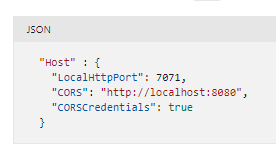 JSON
"Host" : {
"LocalHttpPort": 7071,
"CORS": "http://localhost:8080",
"CORSCredentials": true
}